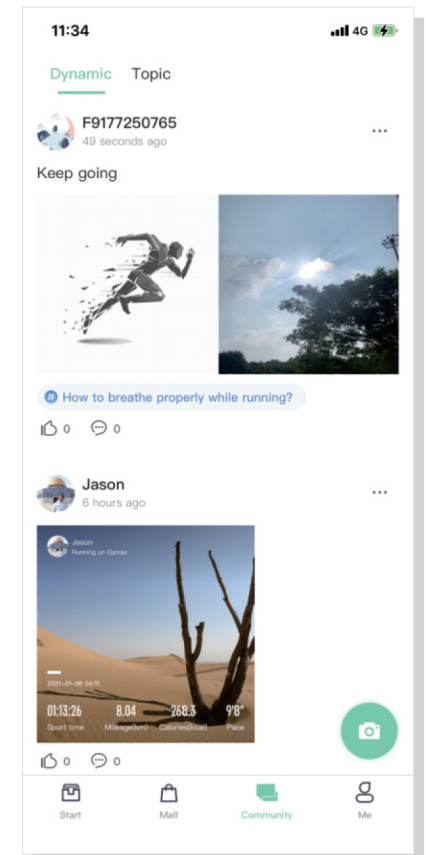 11:34
4G
Dynamic Topic
F9177250765
49 seconds ago
Keep going
How to breathe properly while running?
0 0
Jason
6 hours ago
Jason
Running on Gymax
2021-01-06 04:11
01:13:26 8.04 268.3 9'8"
Sport time Mileage(km) Calories(kcal) Pace
0 0
Start Mall Community Me